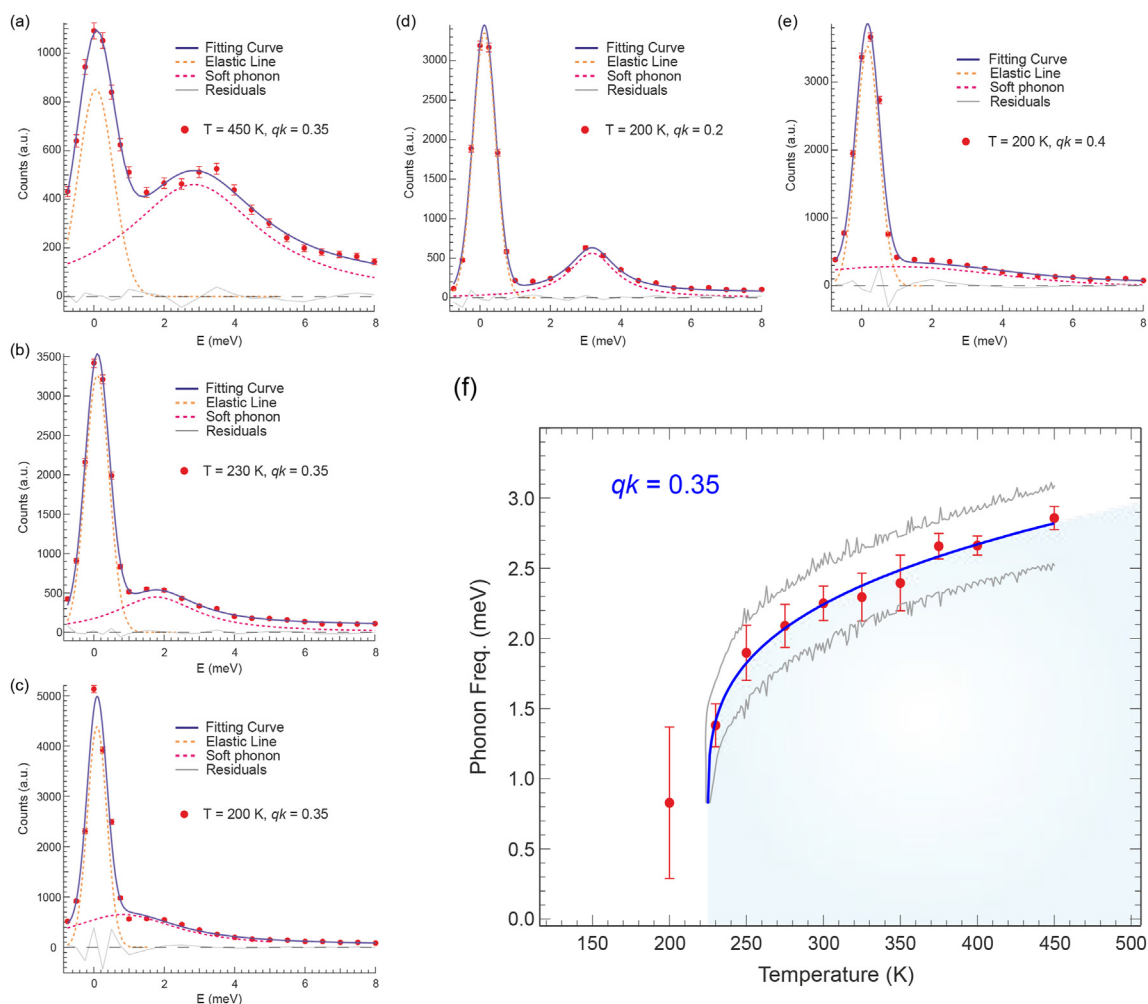 (a)
1000
800
600
400
200
0
Counts (a.u.)
Fitting Curve
Elastic Line
Soft phonon
Residuals
T = 450 K, qk = 0.35
0 2 4 6 8
E (meV)
(d)
3000
2500
2000
1500
1000
500
0
Counts (a.u.)
Fitting Curve
Elastic Line
Soft phonon
Residuals
T = 200 K, qk = 0.2
0 2 4 6 8
E (meV)
(e)
3000
2000
1000
0
Counts (a.u.)
Fitting Curve
Elastic Line
Soft phonon
Residuals
T = 200 K, qk = 0.4
0 2 4 6 8
E (meV)
(b)
3500
3000
2500
2000
1500
1000
500
0
Counts (a.u.)
Fitting Curve
Elastic Line
Soft phonon
Residuals
T = 230 K, qk = 0.35
0 2 4 6 8
E (meV)
(c)
5000
4000
3000
2000
1000
0
Counts (a.u.)
Fitting Curve
Elastic Line
Soft phonon
Residuals
T = 200 K, qk = 0.35
0 2 4 6 8
E (meV)
(f)
qk = 0.35
3.0
2.5
2.0
1.5
1.0
0.5
0.0
Phonon Freq. (meV)
150 200 250 300 350 400 450 500
Temperature (K)